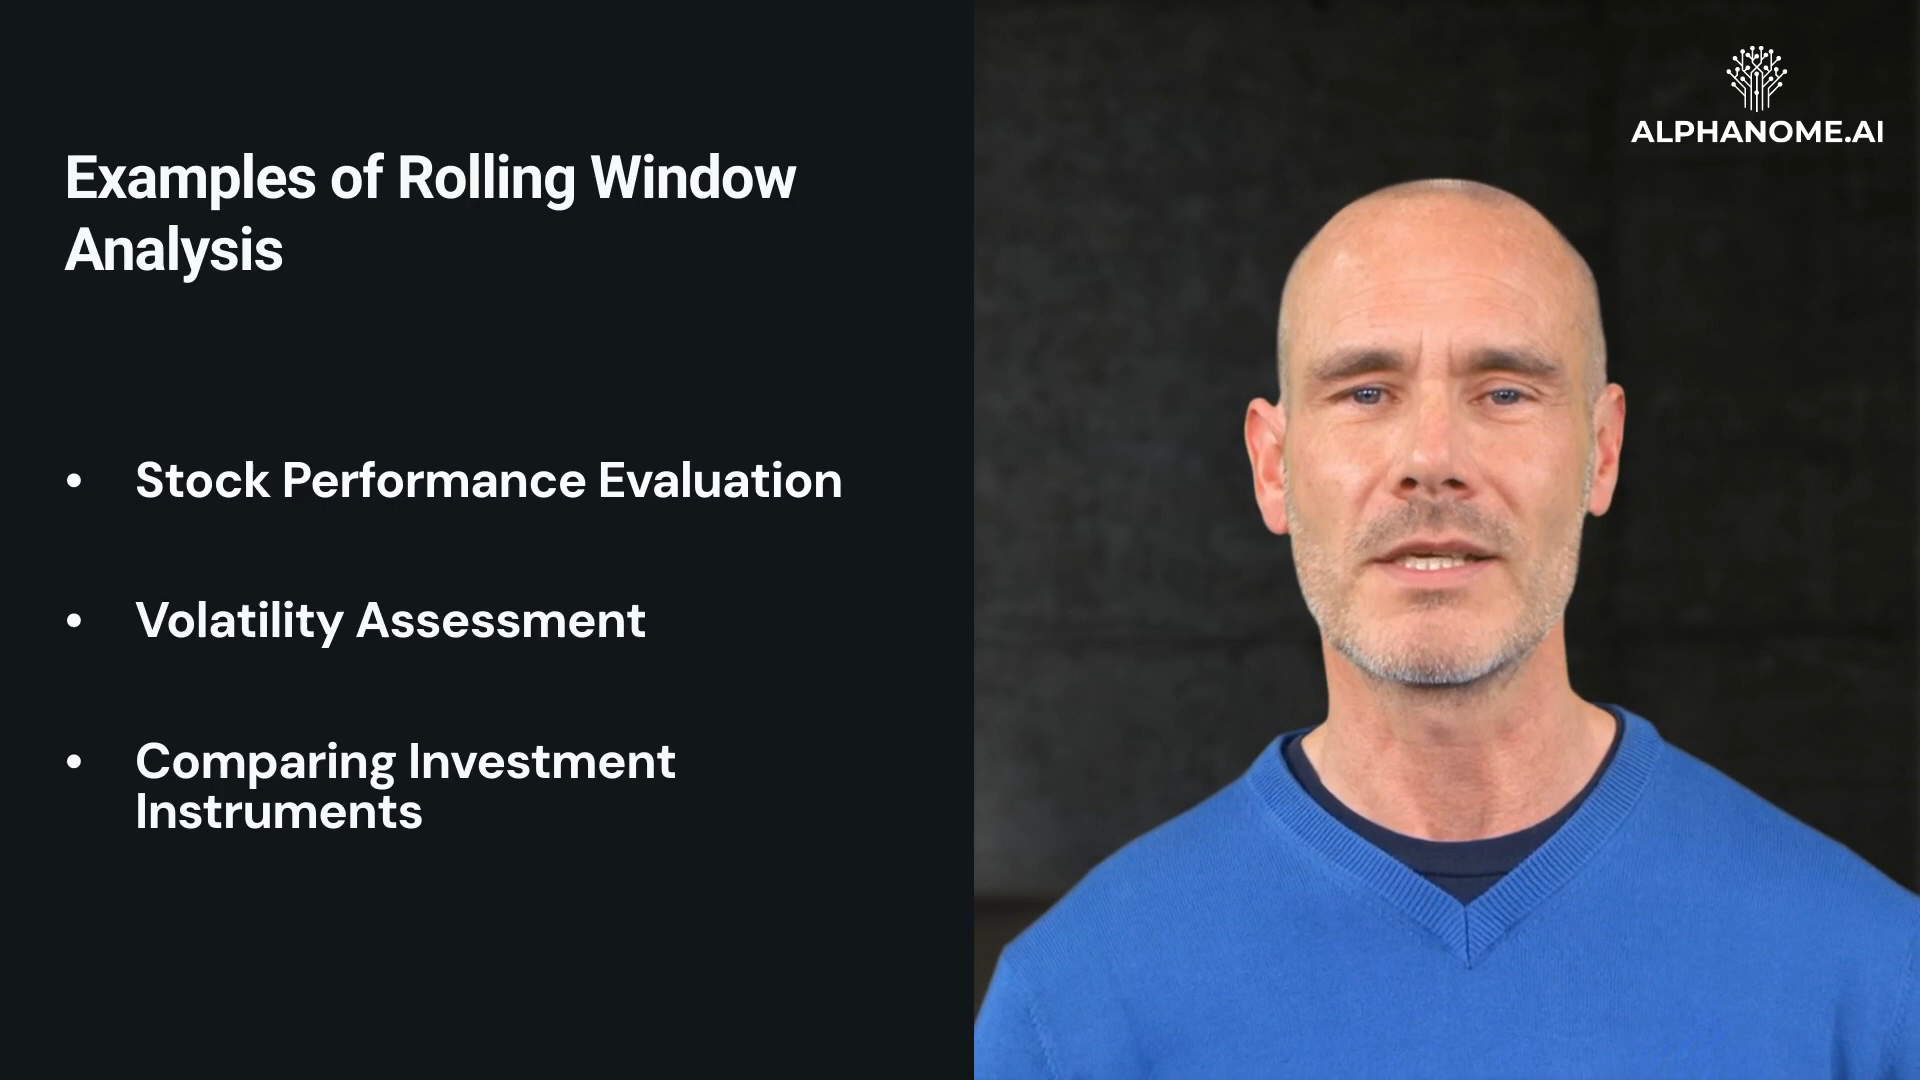 ALPHANOME.AI
Examples of Rolling Window
Analysis
• Stock Performance Evaluation
• Volatility Assessment
• Comparing Investment
Instruments